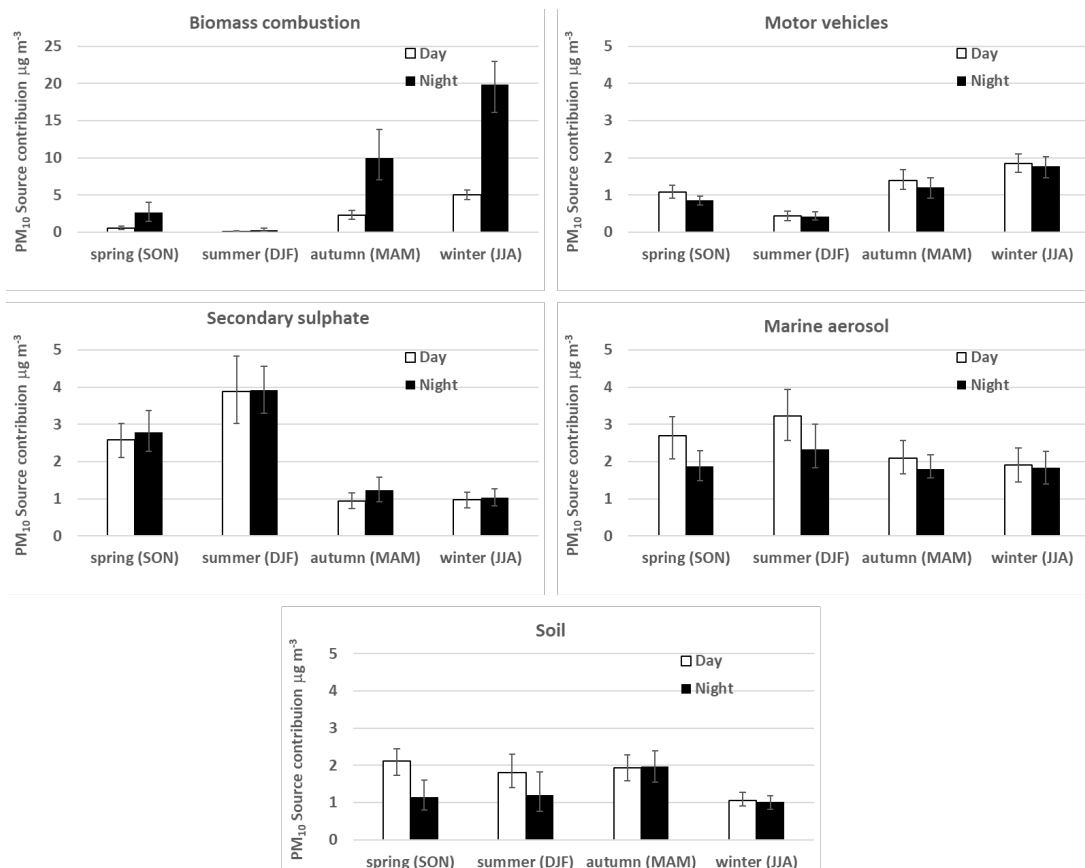 Biomass combustion
PM₁₀ Source contribuion µg m⁻³
25
20
15
10
5
0
Day
Night
spring (SON) summer (DJF) autumn (MAM) winter (JJA)
Motor vehicles
PM₁₀ Source contribuion µg m⁻³
5
4
3
2
1
0
Day
Night
spring (SON) summer (DJF) autumn (MAM) winter (JJA)
Secondary sulphate
PM₁₀ Source contribuion µg m⁻³
5
4
3
2
1
0
Day
Night
spring (SON) summer (DJF) autumn (MAM) winter (JJA)
Marine aerosol
PM₁₀ Source contribuion µg m⁻³
5
4
3
2
1
0
Day
Night
spring (SON) summer (DJF) autumn (MAM) winter (JJA)
Soil
PM₁₀ Source contribuion µg m⁻³
5
4
3
2
1
0
Day
Night
spring (SON) summer (DJF) autumn (MAM) winter (JJA)